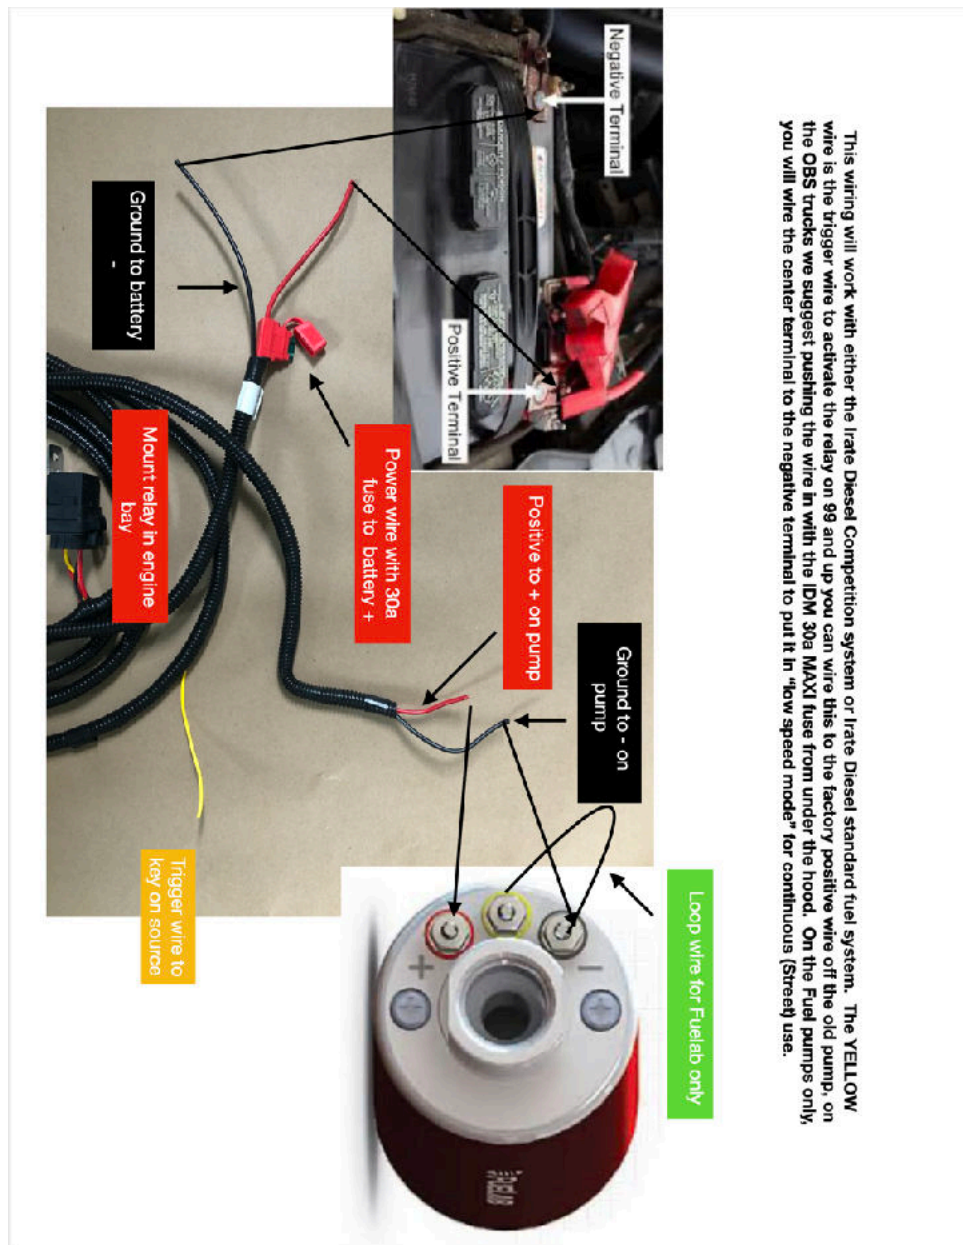 This wiring will work with either the Irate Diesel Competition system or Irate Diesel standard fuel system. The YELLOW
wire is the trigger wire to activate the relay on 99 and up you can wire this to the factory positive wire off the old pump, on
the OBS trucks we suggest pushing the wire in with the IDM 30a MAXI fuse from under the hood. On the Fuel pumps only,
you will wire the center terminal to the negative terminal to put it in "low speed mode" for continuous (Street) use.
Negative Terminal
Positive Terminal
Ground to battery
-
Power wire with 30a
fuse to battery +
Mount relay in engine
bay
Positive to + on pump
Ground to - on
pump
Trigger wire to
key on source
Loop wire for Fuelab only
+
-
FUELAB